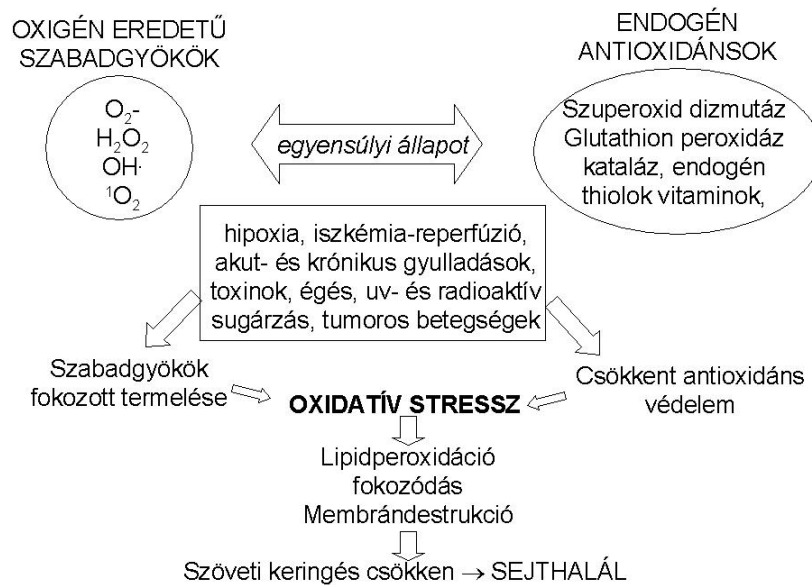 OXIGÉN EREDETŰ
SZABADGYÖKÖK
O₂-
H₂O₂
OH·
¹O₂
egyensúlyi állapot
ENDOGÉN
ANTIOXIDÁNSOK
Szuperoxid dizmutáz
Glutathion peroxidáz
kataláz, endogén
thiolok vitaminok,
hipoxia, iszkémia-reperfúzió,
akut- és krónikus gyulladások,
toxinok, égés, uv- és radioaktív
sugárzás, tumoros betegségek
Szabadgyökök
fokozott termelése
OXIDATÍV STRESSZ
Csökkent antioxidáns
védelem
Lipidperoxidáció
fokozódás
Membrándestrukció
Szöveti keringés csökken → SEJTHALÁL